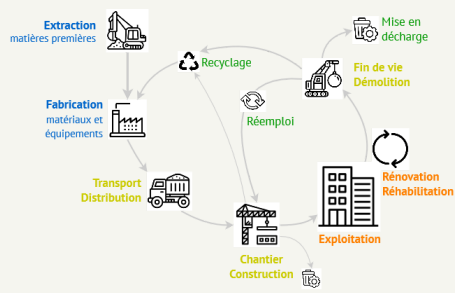 Extraction
matières premières
Mise en
décharge
Recyclage
Fin de vie
Démolition
Fabrication
matériaux et
équipements
Réemploi
Transport
Distribution
Rénovation
Réhabilitation
Exploitation
Chantier
Construction